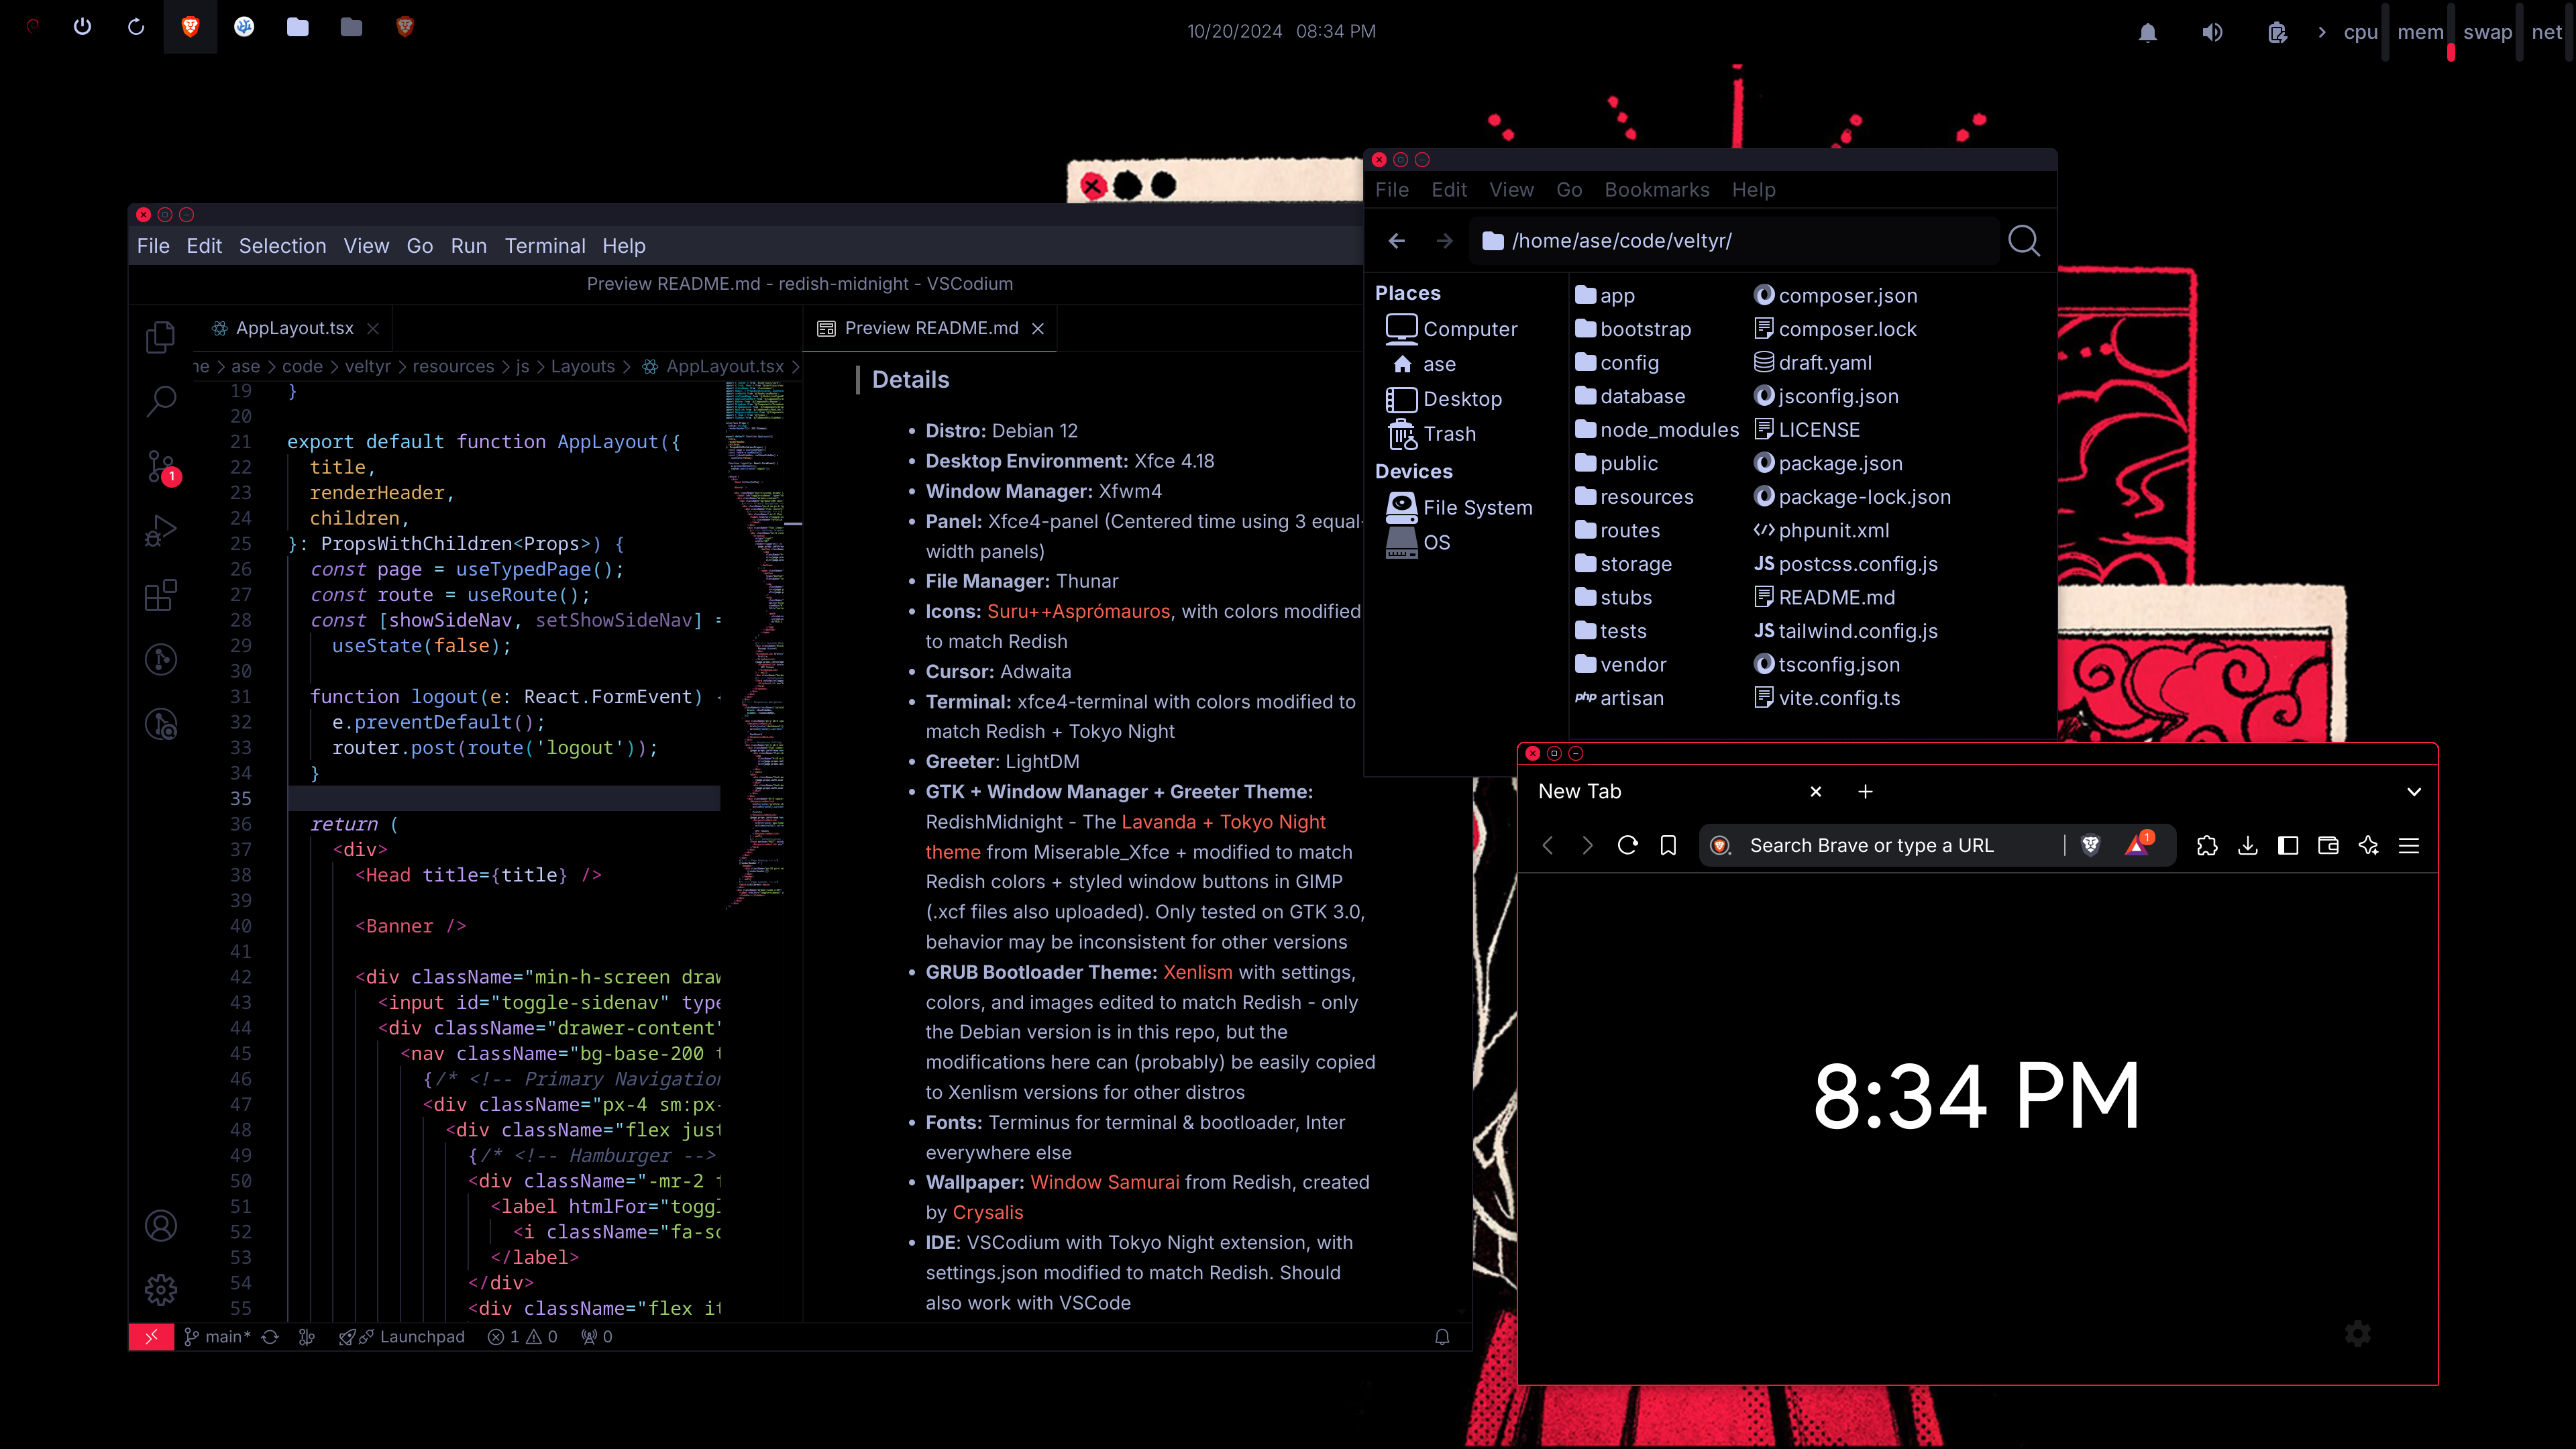 10/20/2024 08:34 PM
cpu mem swap net
File Edit Selection View Go Run Terminal Help
Preview README.md - redish-midnight - VSCodium
AppLayout.tsx
ne > ase > code > veltyr > resources > js > Layouts > AppLayout.tsx >
19 }
20
21 export default function AppLayout({
22 title,
23 renderHeader,
24 children,
25 }: PropsWithChildren<Props>) {
26 const page = useTypedPage();
27 const route = useRoute();
28 const [showSideNav, setShowSideNav] =
29 useState(false);
30
31 function logout(e: React.FormEvent) {
32 e.preventDefault();
33 router.post(route('logout'));
34 }
35
36 return (
37 <div>
38 <Head title={title} />
39
40 <Banner />
41
42 <div className="min-h-screen draw
43 <input id="toggle-sidenav" type
44 <div className="drawer-content"
45 <nav className="bg-base-200 t
46 {/* <!-- Primary Navigation
47 <div className="px-4 sm:px-
48 <div className="flex just
49 {/* <!-- Hamburger -->
50 <div className="-mr-2 f
51 <label htmlFor="toggl
52 <i className="fa-so
53 </label>
54 </div>
55 <div className="flex it
Preview README.md
Details
• Distro: Debian 12
• Desktop Environment: Xfce 4.18
• Window Manager: Xfwm4
• Panel: Xfce4-panel (Centered time using 3 equal-
width panels)
• File Manager: Thunar
• Icons: Suru++Asprómauros, with colors modified
to match Redish
• Cursor: Adwaita
• Terminal: xfce4-terminal with colors modified to
match Redish + Tokyo Night
• Greeter: LightDM
• GTK + Window Manager + Greeter Theme:
RedishMidnight - The Lavanda + Tokyo Night
theme from Miserable_Xfce + modified to match
Redish colors + styled window buttons in GIMP
(.xcf files also uploaded). Only tested on GTK 3.0,
behavior may be inconsistent for other versions
• GRUB Bootloader Theme: Xenlism with settings,
colors, and images edited to match Redish - only
the Debian version is in this repo, but the
modifications here can (probably) be easily copied
to Xenlism versions for other distros
• Fonts: Terminus for terminal & bootloader, Inter
everywhere else
• Wallpaper: Window Samurai from Redish, created
by Crysalis
• IDE: VSCodium with Tokyo Night extension, with
settings.json modified to match Redish. Should
also work with VSCode
1
main* Launchpad 1 0 0
File Edit View Go Bookmarks Help
/home/ase/code/veltyr/
Places
Computer
ase
Desktop
Trash
Devices
File System
OS
app
bootstrap
config
database
node_modules
public
resources
routes
storage
stubs
tests
vendor
php artisan
composer.json
composer.lock
draft.yaml
jsconfig.json
LICENSE
package.json
package-lock.json
phpunit.xml
JS postcss.config.js
README.md
JS tailwind.config.js
tsconfig.json
vite.config.ts
New Tab
Search Brave or type a URL
1
8:34 PM